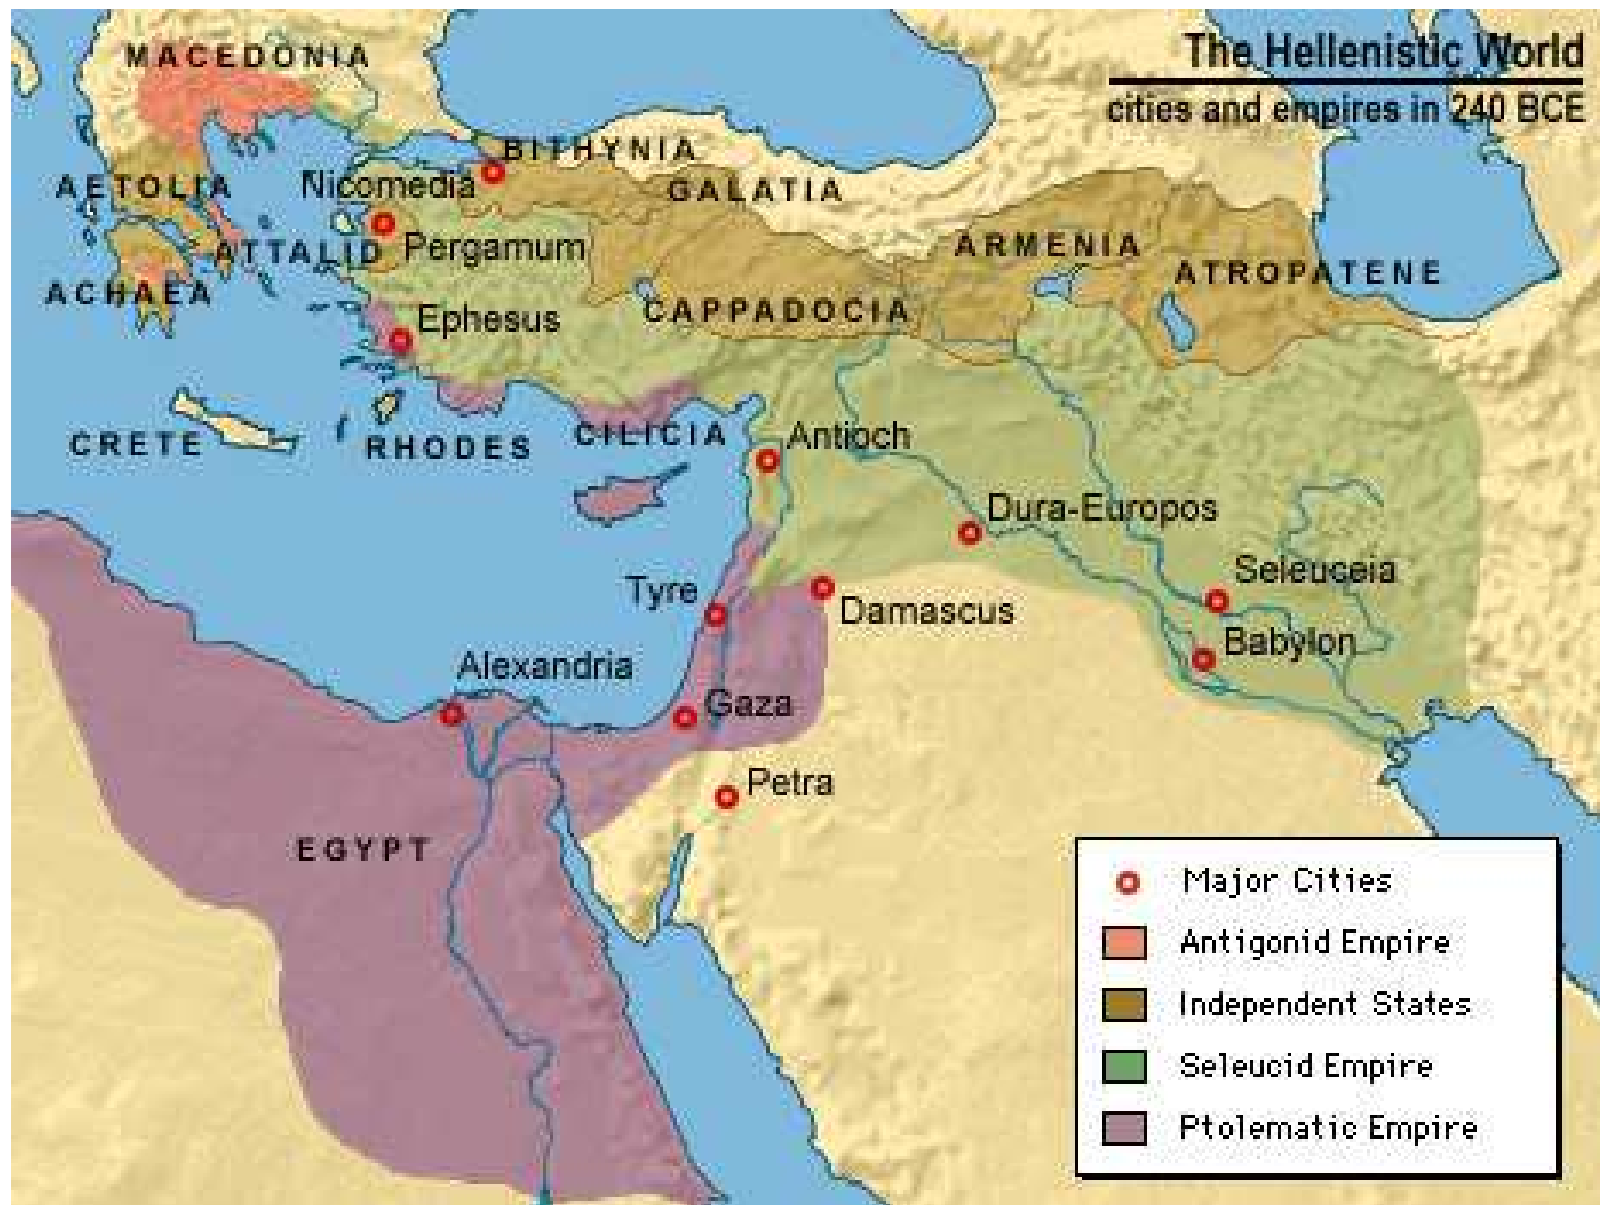 The Hellenistic World
cities and empires in 240 BCE
MACEDONIA
BITHYNIA
AETOLIA
Nicomedia
GALATIA
ATTALID
Pergamum
ARMENIA
ATROPATENE
ACHAEA
Ephesus
CAPPADOCIA
CRETE
RHODES
CILICIA
Antioch
Dura-Europos
Seleuceia
Tyre
Damascus
Babylon
Alexandria
Gaza
Petra
EGYPT
Major Cities
Antigonid Empire
Independent States
Seleucid Empire
Ptolematic Empire